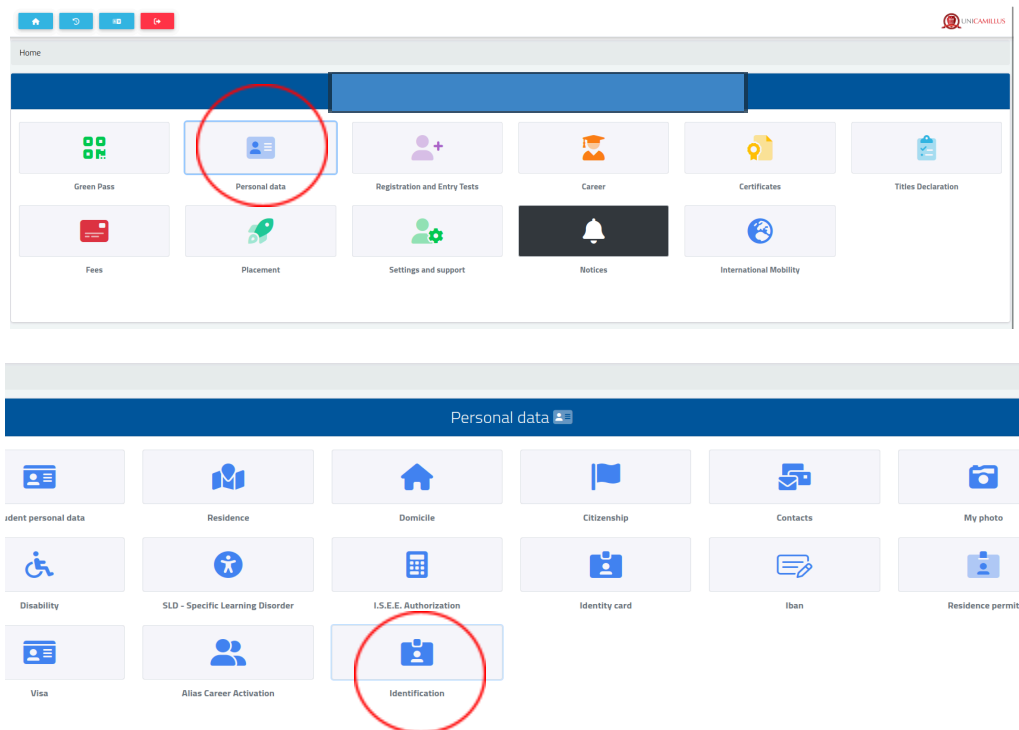 UNICAMILLUS
Home
Green Pass
Personal data
Registration and Entry Tests
Career
Certificates
Titles Declaration
Fees
Placement
Settings and support
Notices
International Mobility
Personal data
udent personal data
Residence
Domicile
Citizenship
Contacts
My photo
Disability
SLD - Specific Learning Disorder
I.S.E.E. Authorization
Identity card
Iban
Residence permit
Visa
Alias Career Activation
Identification